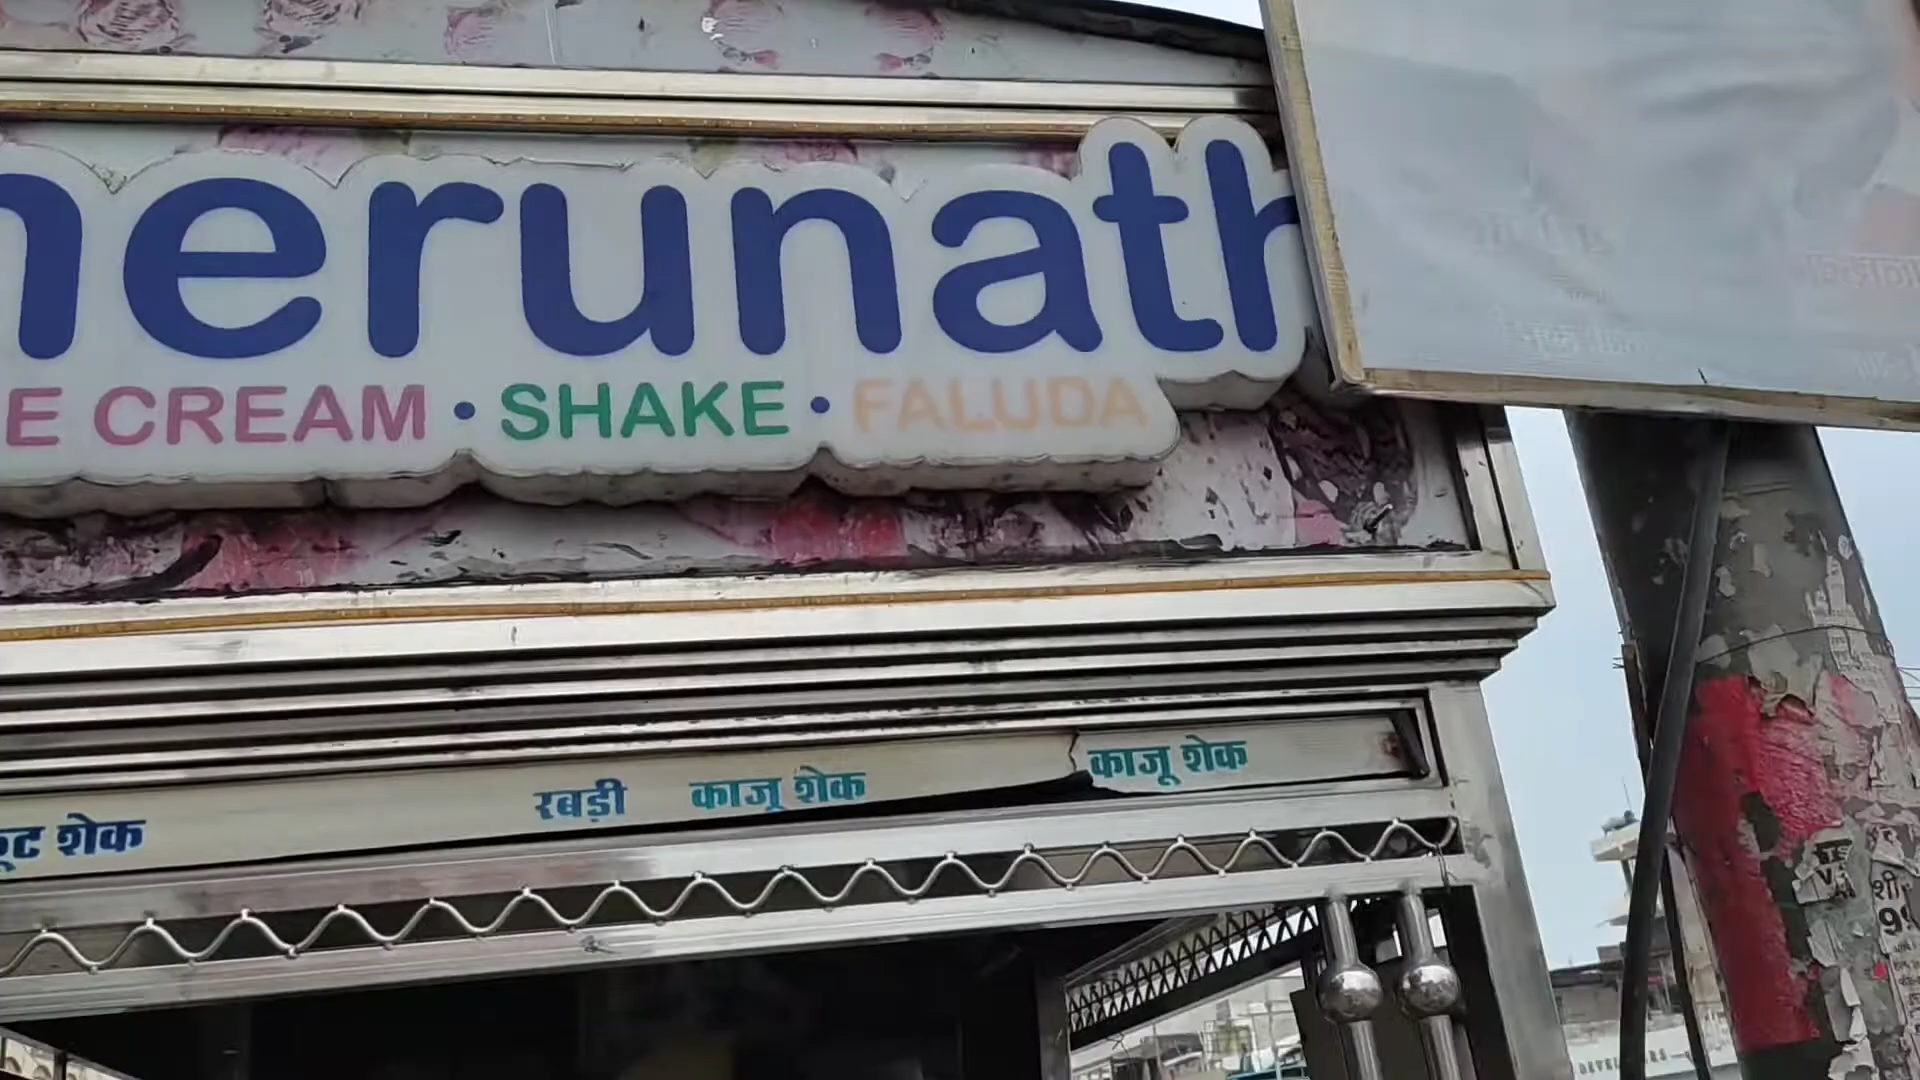 herunath
E CREAM • SHAKE • FALUDA
शेक रबड़ी काजू शेक काजू शेक